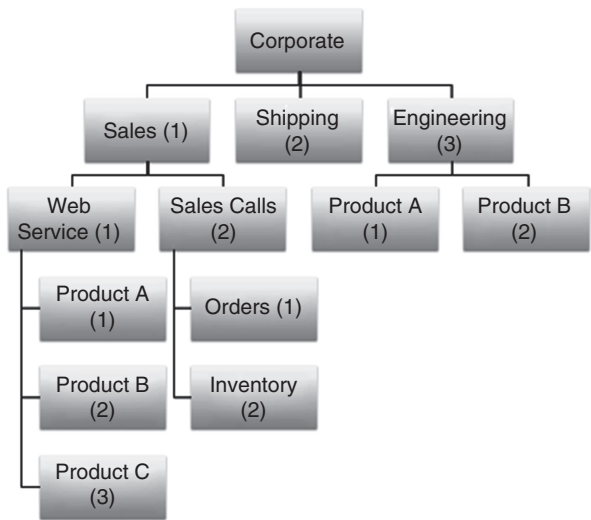 Corporate
Sales (1)
Shipping
(2)
Engineering
(3)
Web
Service (1)
Sales Calls
(2)
Product A
(1)
Product B
(2)
Product A
(1)
Orders (1)
Product B
(2)
Inventory
(2)
Product C
(3)